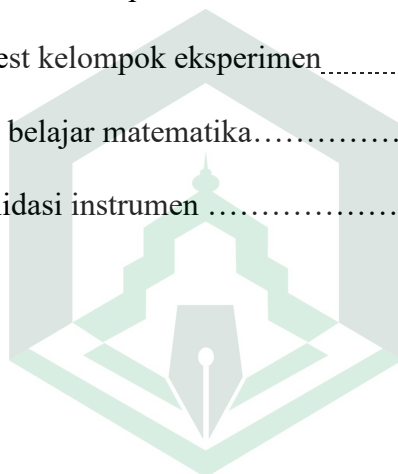 est kelompok eksperimen
belajar matematika……………
idasi instrumen …………………